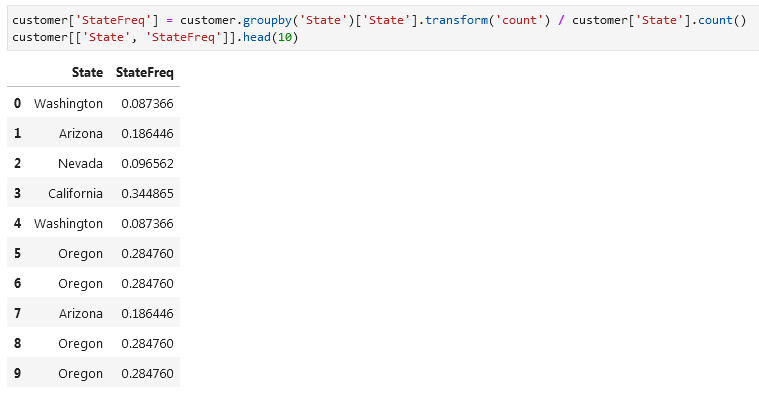 customer['StateFreq'] = customer.groupby('State')['State'].transform('count') / customer['State'].count()
customer[['State', 'StateFreq']].head(10)
State StateFreq
0 Washington 0.087366
1 Arizona 0.186446
2 Nevada 0.096562
3 California 0.344865
4 Washington 0.087366
5 Oregon 0.284760
6 Oregon 0.284760
7 Arizona 0.186446
8 Oregon 0.284760
9 Oregon 0.284760